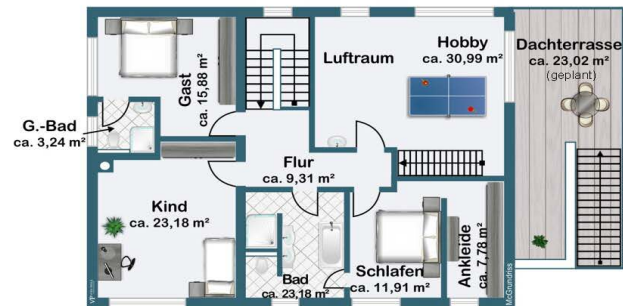 Hobby
ca. 30,99 m²
Luftraum
Dachterrasse
ca. 23,02 m²
(geplant)
Gast
ca. 15,88 m²
G.-Bad
ca. 3,24 m²
Flur
ca. 9,31 m²
Kind
ca. 23,18 m²
Bad
ca. 23,18 m²
Schlafen
ca. 11,91 m²
Ankleide
ca. 7,78 m²
McGrundriss